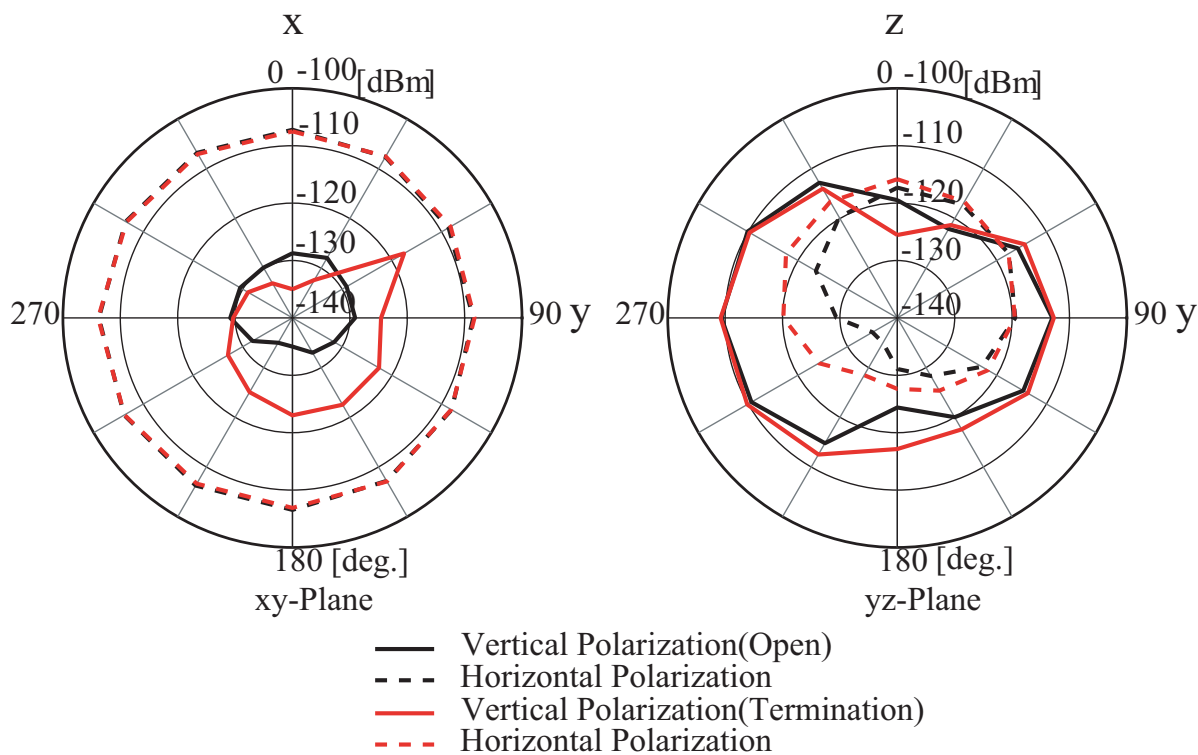 x
0 -100 [dBm]
-110
-120
-130
-140
270
90 y
180 [deg.]
xy-Plane
z
0 -100 [dBm]
-110
-120
-130
-140
270
90 y
180 [deg.]
yz-Plane
Vertical Polarization(Open)
Horizontal Polarization
Vertical Polarization(Termination)
Horizontal Polarization